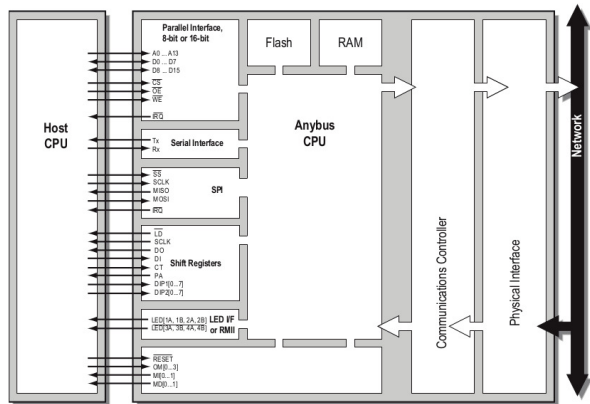 Parallel Interface,
8-bit or 16-bit
A0 ... A13
D0 ... D7
D8 ... D15
CS
OE
WE
IRQ
Flash
RAM
Host
CPU
Anybus
CPU
Tx
Rx
Serial Interface
SS
SCLK
MISO
MOSI
IRQ
SPI
LD
SCLK
DO
DI
CT
PA
DIP1[0...7]
DIP2[0...7]
Shift Registers
LED[1A, 1B, 2A, 2B]
LED[3A, 3B, 4A, 4B]
LED I/F
or RMII
RESET
OM[0...3]
MI[0...1]
MD[0...1]
Communications Controller
Physical Interface
Network